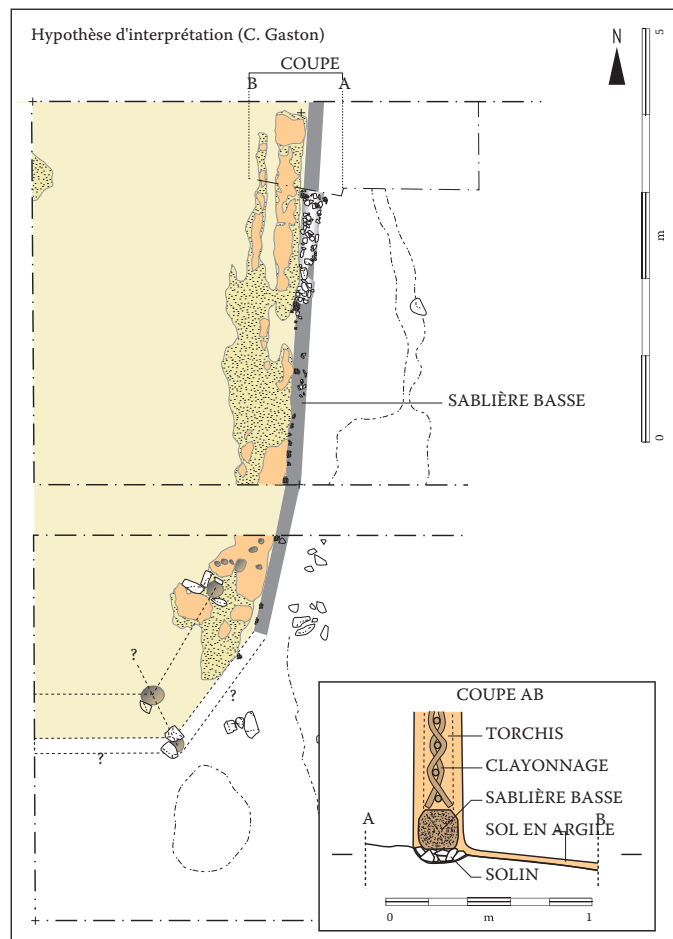 Hypothèse d'interprétation (C. Gaston)
COUPE
B A
N
5
m
0
SABLIÈRE BASSE
?
?
?
COUPE AB
TORCHIS
CLAYONNAGE
SABLIÈRE BASSE
A
SOL EN ARGILE
B
SOLIN
0 m 1